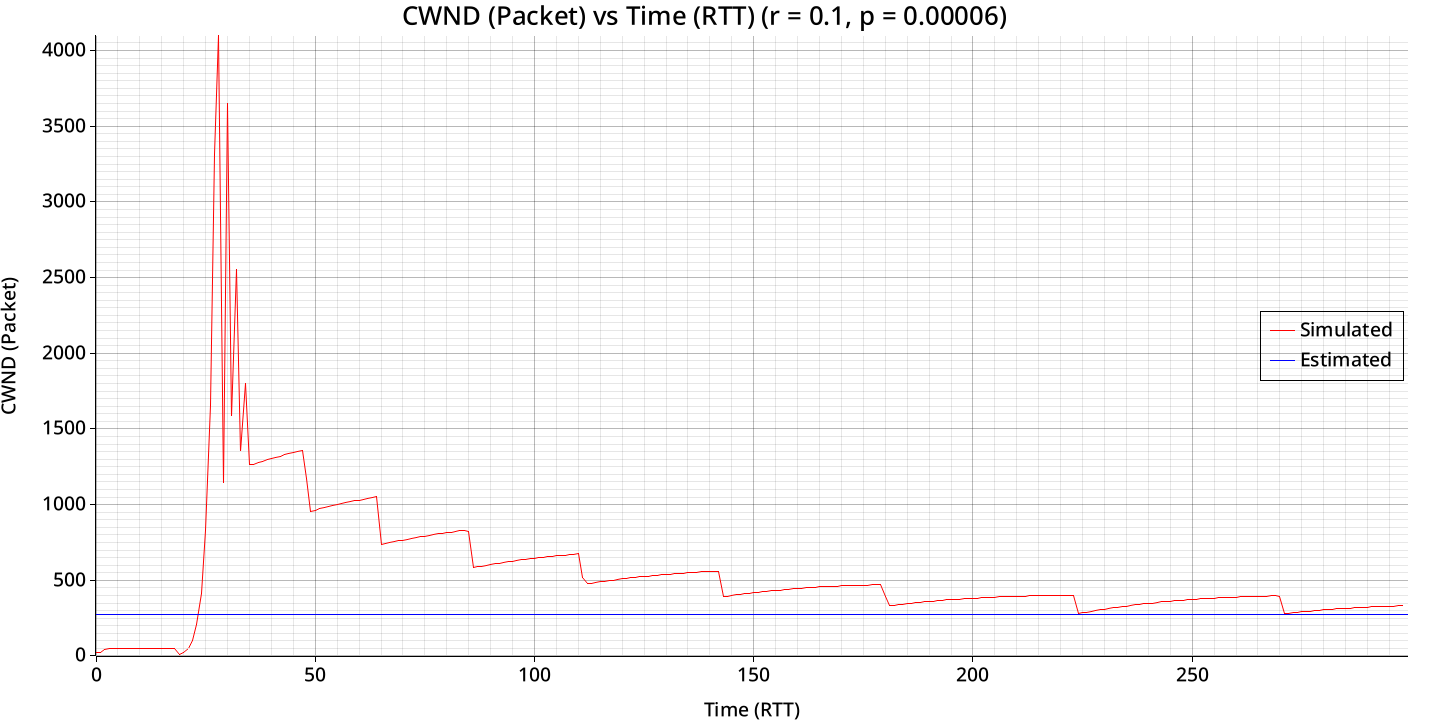 CWND (Packet) vs Time (RTT) (r = 0.1, p = 0.00006)
CWND (Packet)
4000
3500
3000
2500
2000
1500
1000
500
0
0 50 100 150 200 250
Time (RTT)
Simulated
Estimated